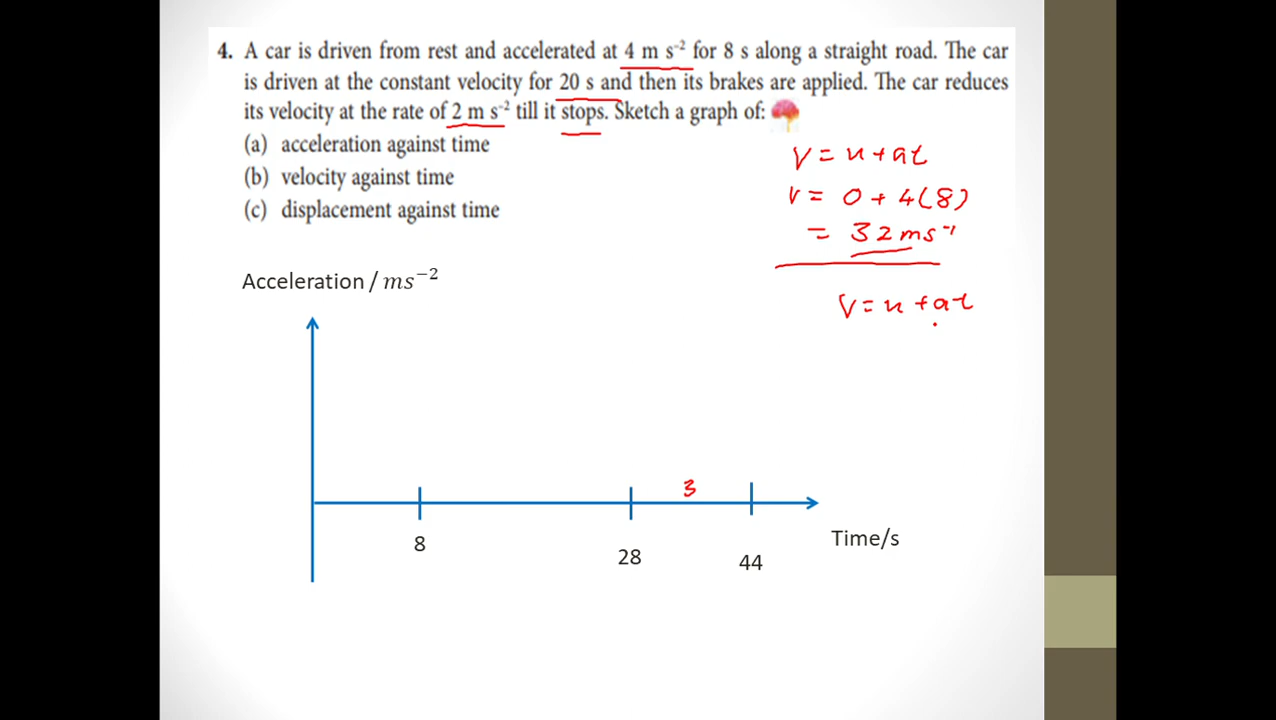 4. A car is driven from rest and accelerated at 4 m s⁻² for 8 s along a straight road. The car
is driven at the constant velocity for 20 s and then its brakes are applied. The car reduces
its velocity at the rate of 2 m s⁻² till it stops. Sketch a graph of:
(a) acceleration against time
(b) velocity against time
(c) displacement against time
v = u + at
v = 0 + 4(8)
= 32 ms⁻¹
v = u + at
Acceleration / ms⁻²
3
8
28
44
Time/s